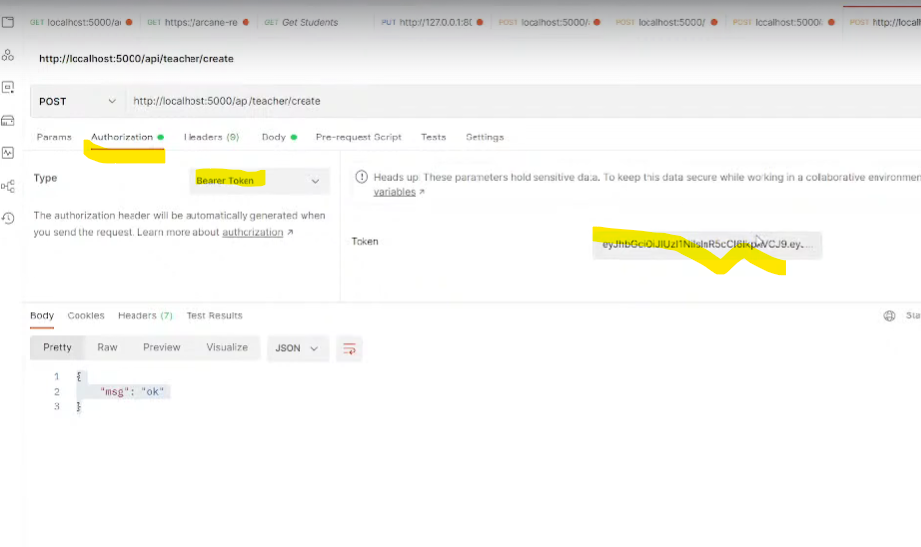 GET localhost:5000/a
GET https://arcane-re
GET Get Students
PUT http://127.0.0.1:80
POST localhost:5000/
POST localhost:5000/
POST localhost:5000/
POST http://local
http://localhost:5000/api/teacher/create
POST
http://localhost:5000/api/teacher/create
Params
Authorization
Headers (9)
Body
Pre-request Script
Tests
Settings
Type
Bearer Token
Heads up: These parameters hold sensitive data. To keep this data secure while working in a collaborative environmen
variables ↗
The authorization header will be automatically generated when
you send the request. Learn more about authorization ↗
Token
Body
Cookies
Headers (7)
Test Results
Sta
Pretty
Raw
Preview
Visualize
JSON
1 {
2 "msg": "ok"
3 }